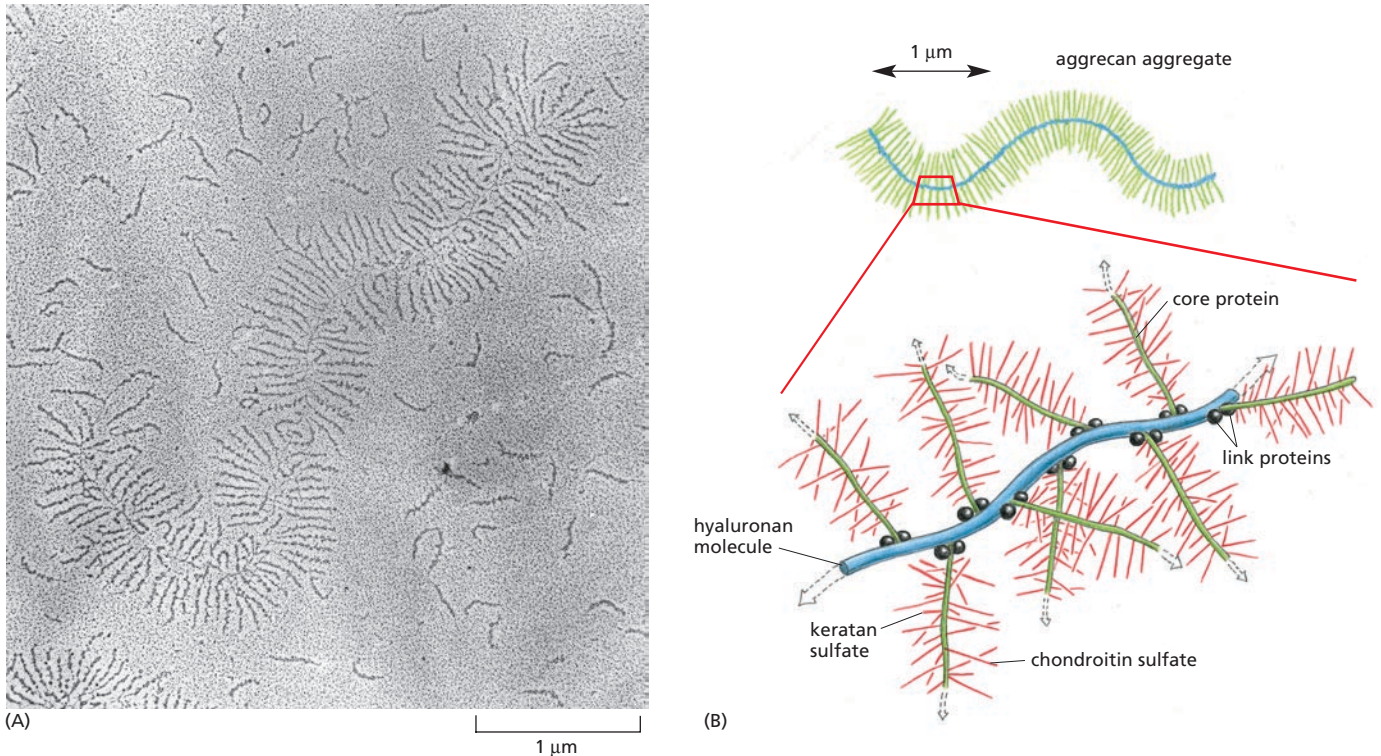 1 μm
aggrecan aggregate
core protein
link proteins
hyaluronan
molecule
keratan
sulfate
chondroitin sulfate
(A)
1 μm
(B)